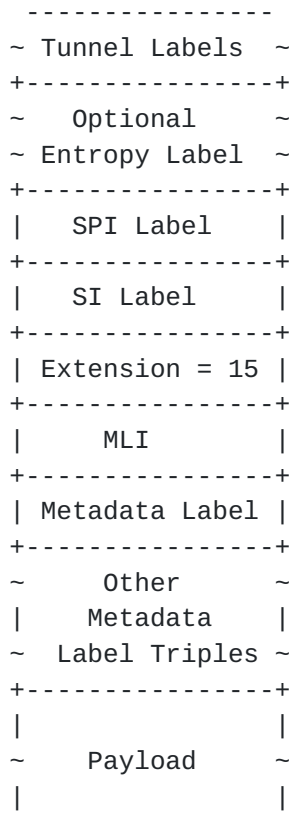 ---------------
~ Tunnel Labels  ~
+----------------+
~    Optional    ~
~ Entropy Label  ~
+----------------+
|   SPI Label    |
+----------------+
|    SI Label    |
+----------------+
| Extension = 15 |
+----------------+
|      MLI       |
+----------------+
| Metadata Label |
+----------------+
~     Other      ~
|    Metadata    |
~  Label Triples ~
+----------------+
|                |
~     Payload    ~
|                |